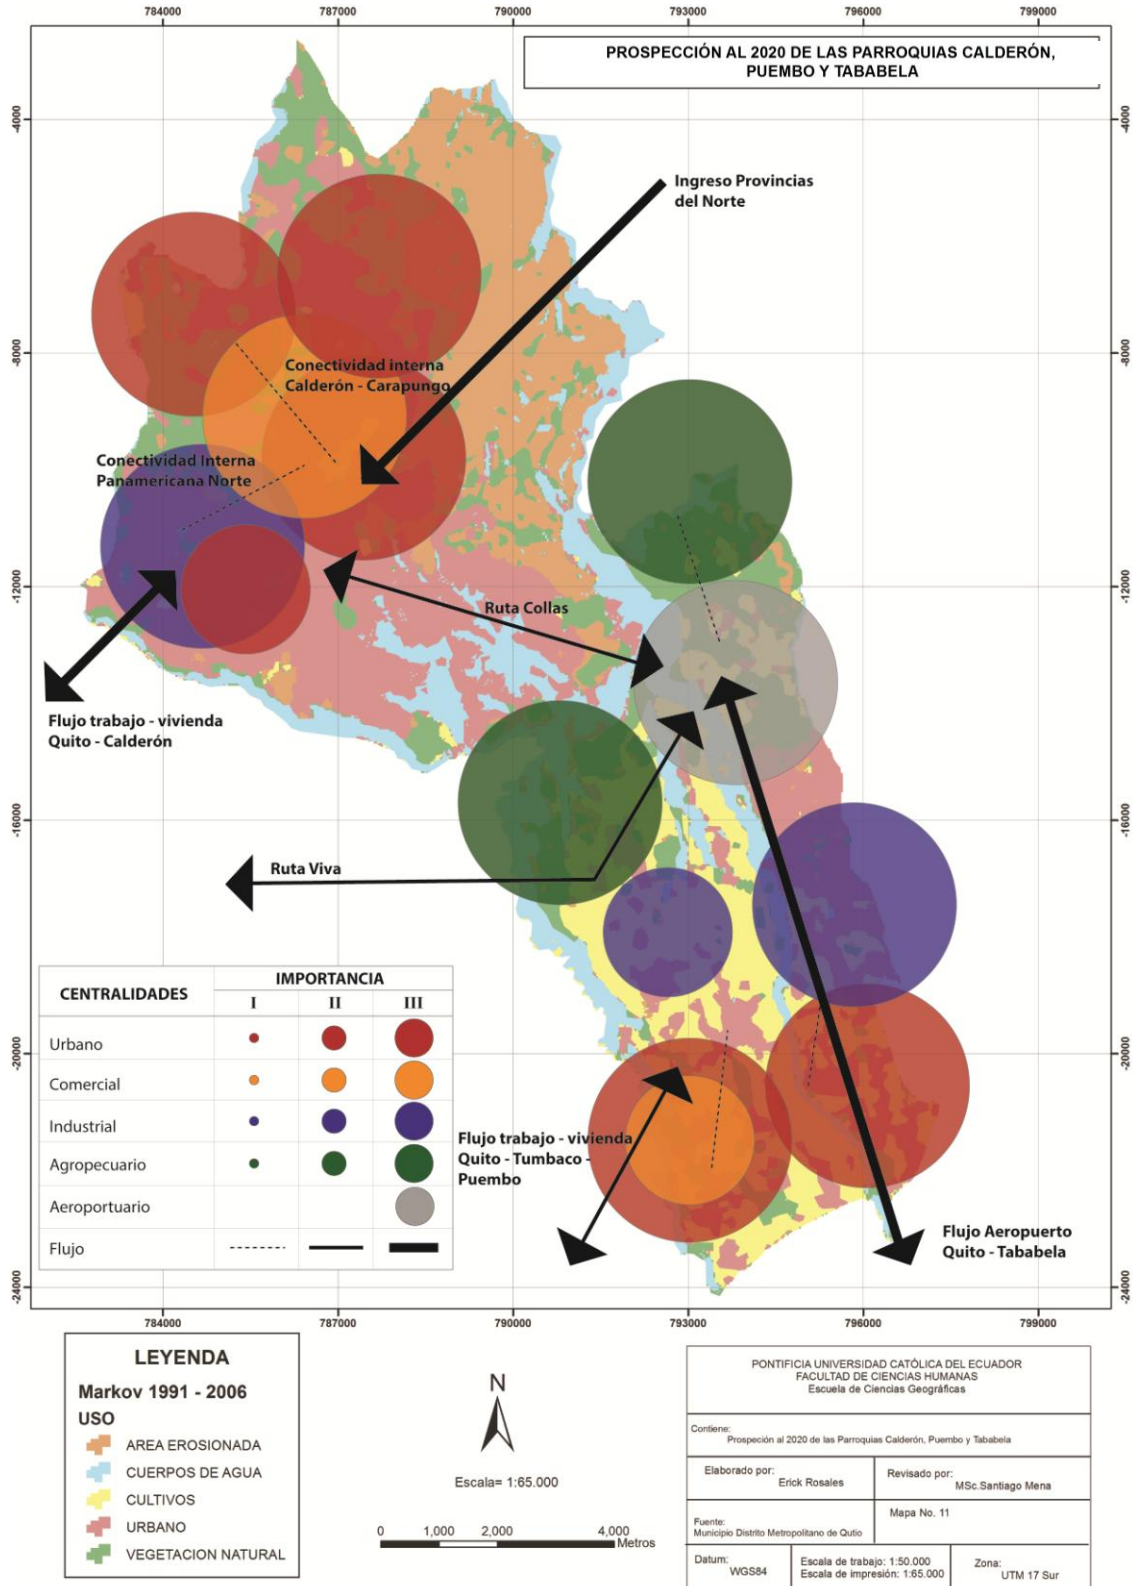 784000 787000 790000 793000 796000 799000
PROSPECCIÓN AL 2020 DE LAS PARROQUIAS CALDERÓN,
PUEMBO Y TABABELA
-4000 -4000
Ingreso Provincias
del Norte
-8000 -8000
Conectividad interna
Calderón - Carapungo
Conectividad Interna
Panamericana Norte
-12000 -12000
Ruta Collas
Flujo trabajo - vivienda
Quito - Calderón
-16000 -16000
Ruta Viva
CENTRALIDADES
IMPORTANCIA
I II III
Urbano
Comercial
Industrial
Agropecuario
Aeroportuario
Flujo
-20000 -20000
Flujo trabajo - vivienda
Quito - Tumbaco -
Puembo
Flujo Aeropuerto
Quito - Tababela
-24000 -24000
784000 787000 790000 793000 796000 799000
LEYENDA
Markov 1991 - 2006
USO
AREA EROSIONADA
CUERPOS DE AGUA
CULTIVOS
URBANO
VEGETACION NATURAL
N
Escala= 1:65.000
0 1,000 2,000 4,000
Metros
PONTIFICIA UNIVERSIDAD CATÓLICA DEL ECUADOR
FACULTAD DE CIENCIAS HUMANAS
Escuela de Ciencias Geográficas
Contiene:
Prospeción al 2020 de las Parroquias Calderón, Puembo y Tababela
Elaborado por:
Erick Rosales
Revisado por:
MSc.Santiago Mena
Fuente:
Municipio Distrito Metropolitano de Qutio
Mapa No. 11
Datum:
WGS84
Escala de trabajo: 1:50.000
Escala de impresión: 1:65.000
Zona:
UTM 17 Sur